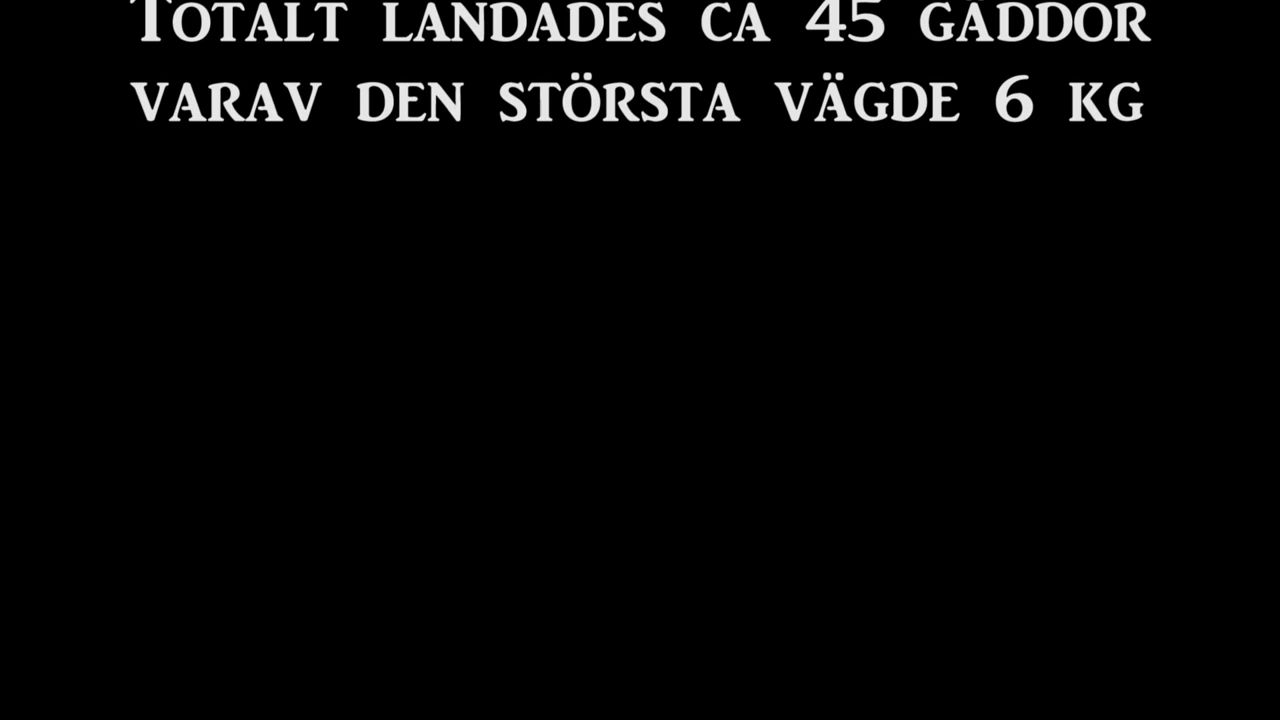 Totalt landades ca 45 gäddor
varav den största vägde 6 kg